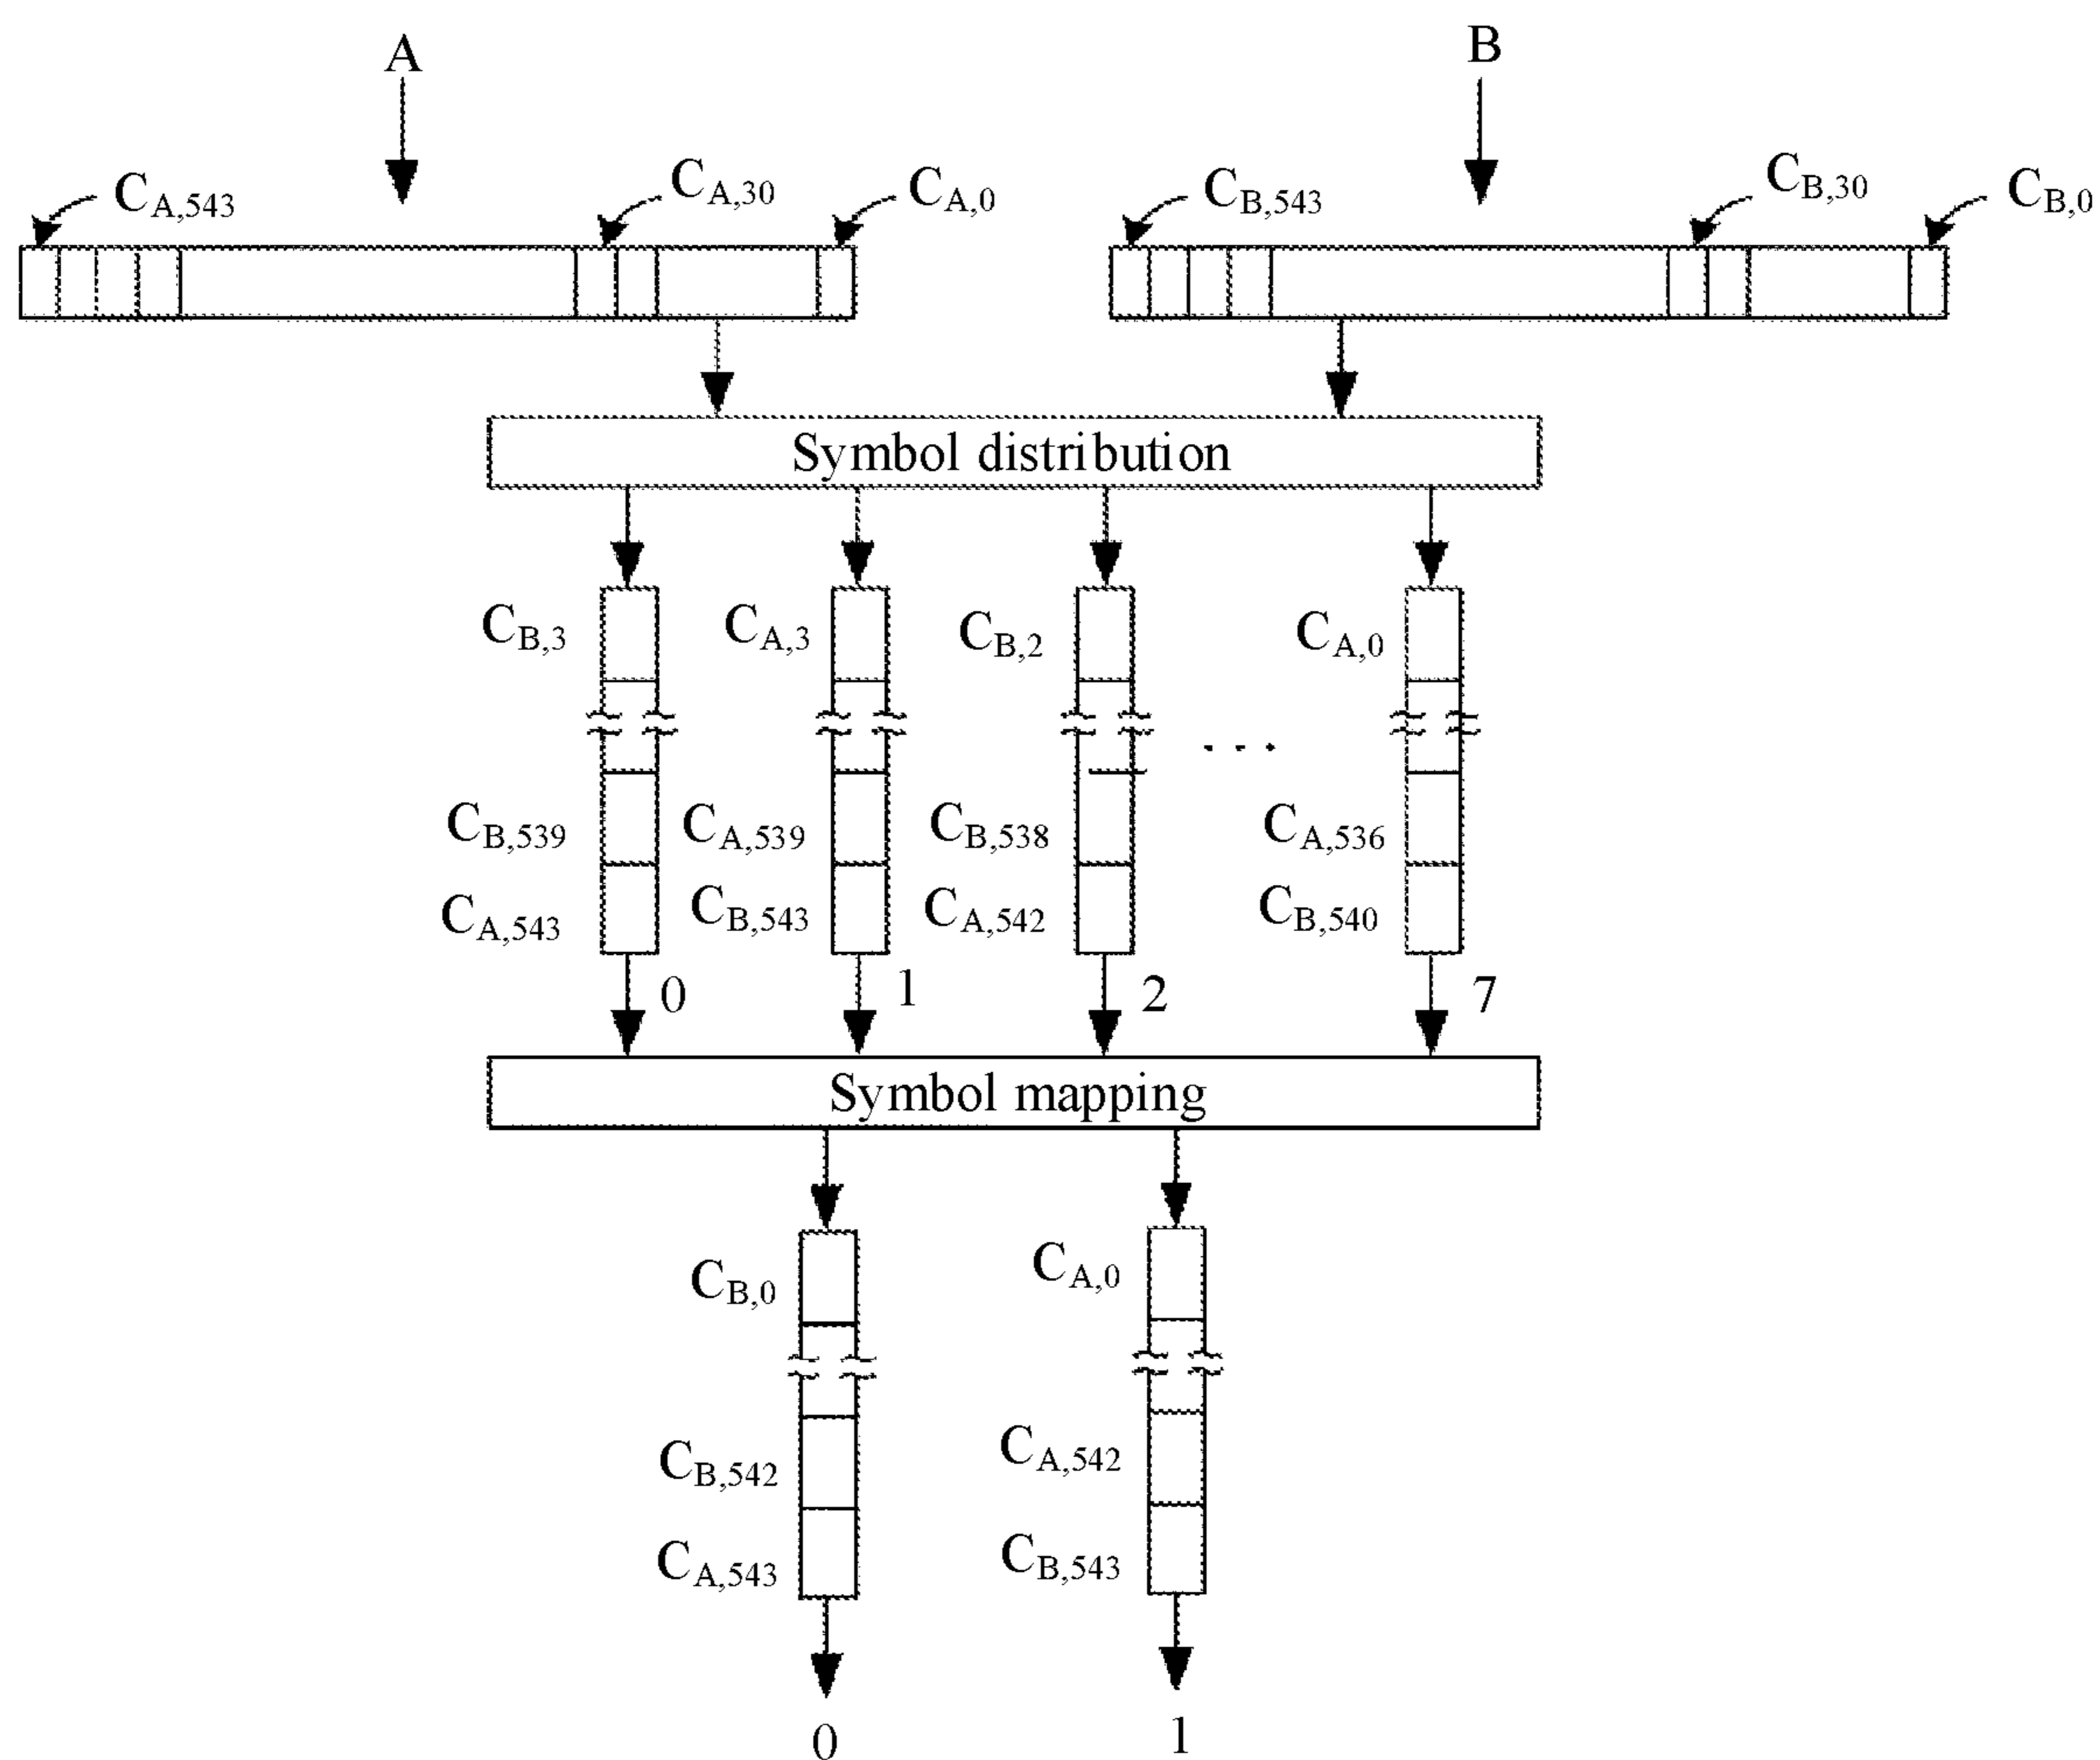 A
B
C_A,543
C_A,30
C_A,0
C_B,543
C_B,30
C_B,0
Symbol distribution
C_B,3
C_A,3
C_B,2
C_A,0
. . .
C_B,539
C_A,539
C_B,538
C_A,536
C_A,543
C_B,543
C_A,542
C_B,540
0
1
2
7
Symbol mapping
C_B,0
C_A,0
C_B,542
C_A,542
C_A,543
C_B,543
0
1